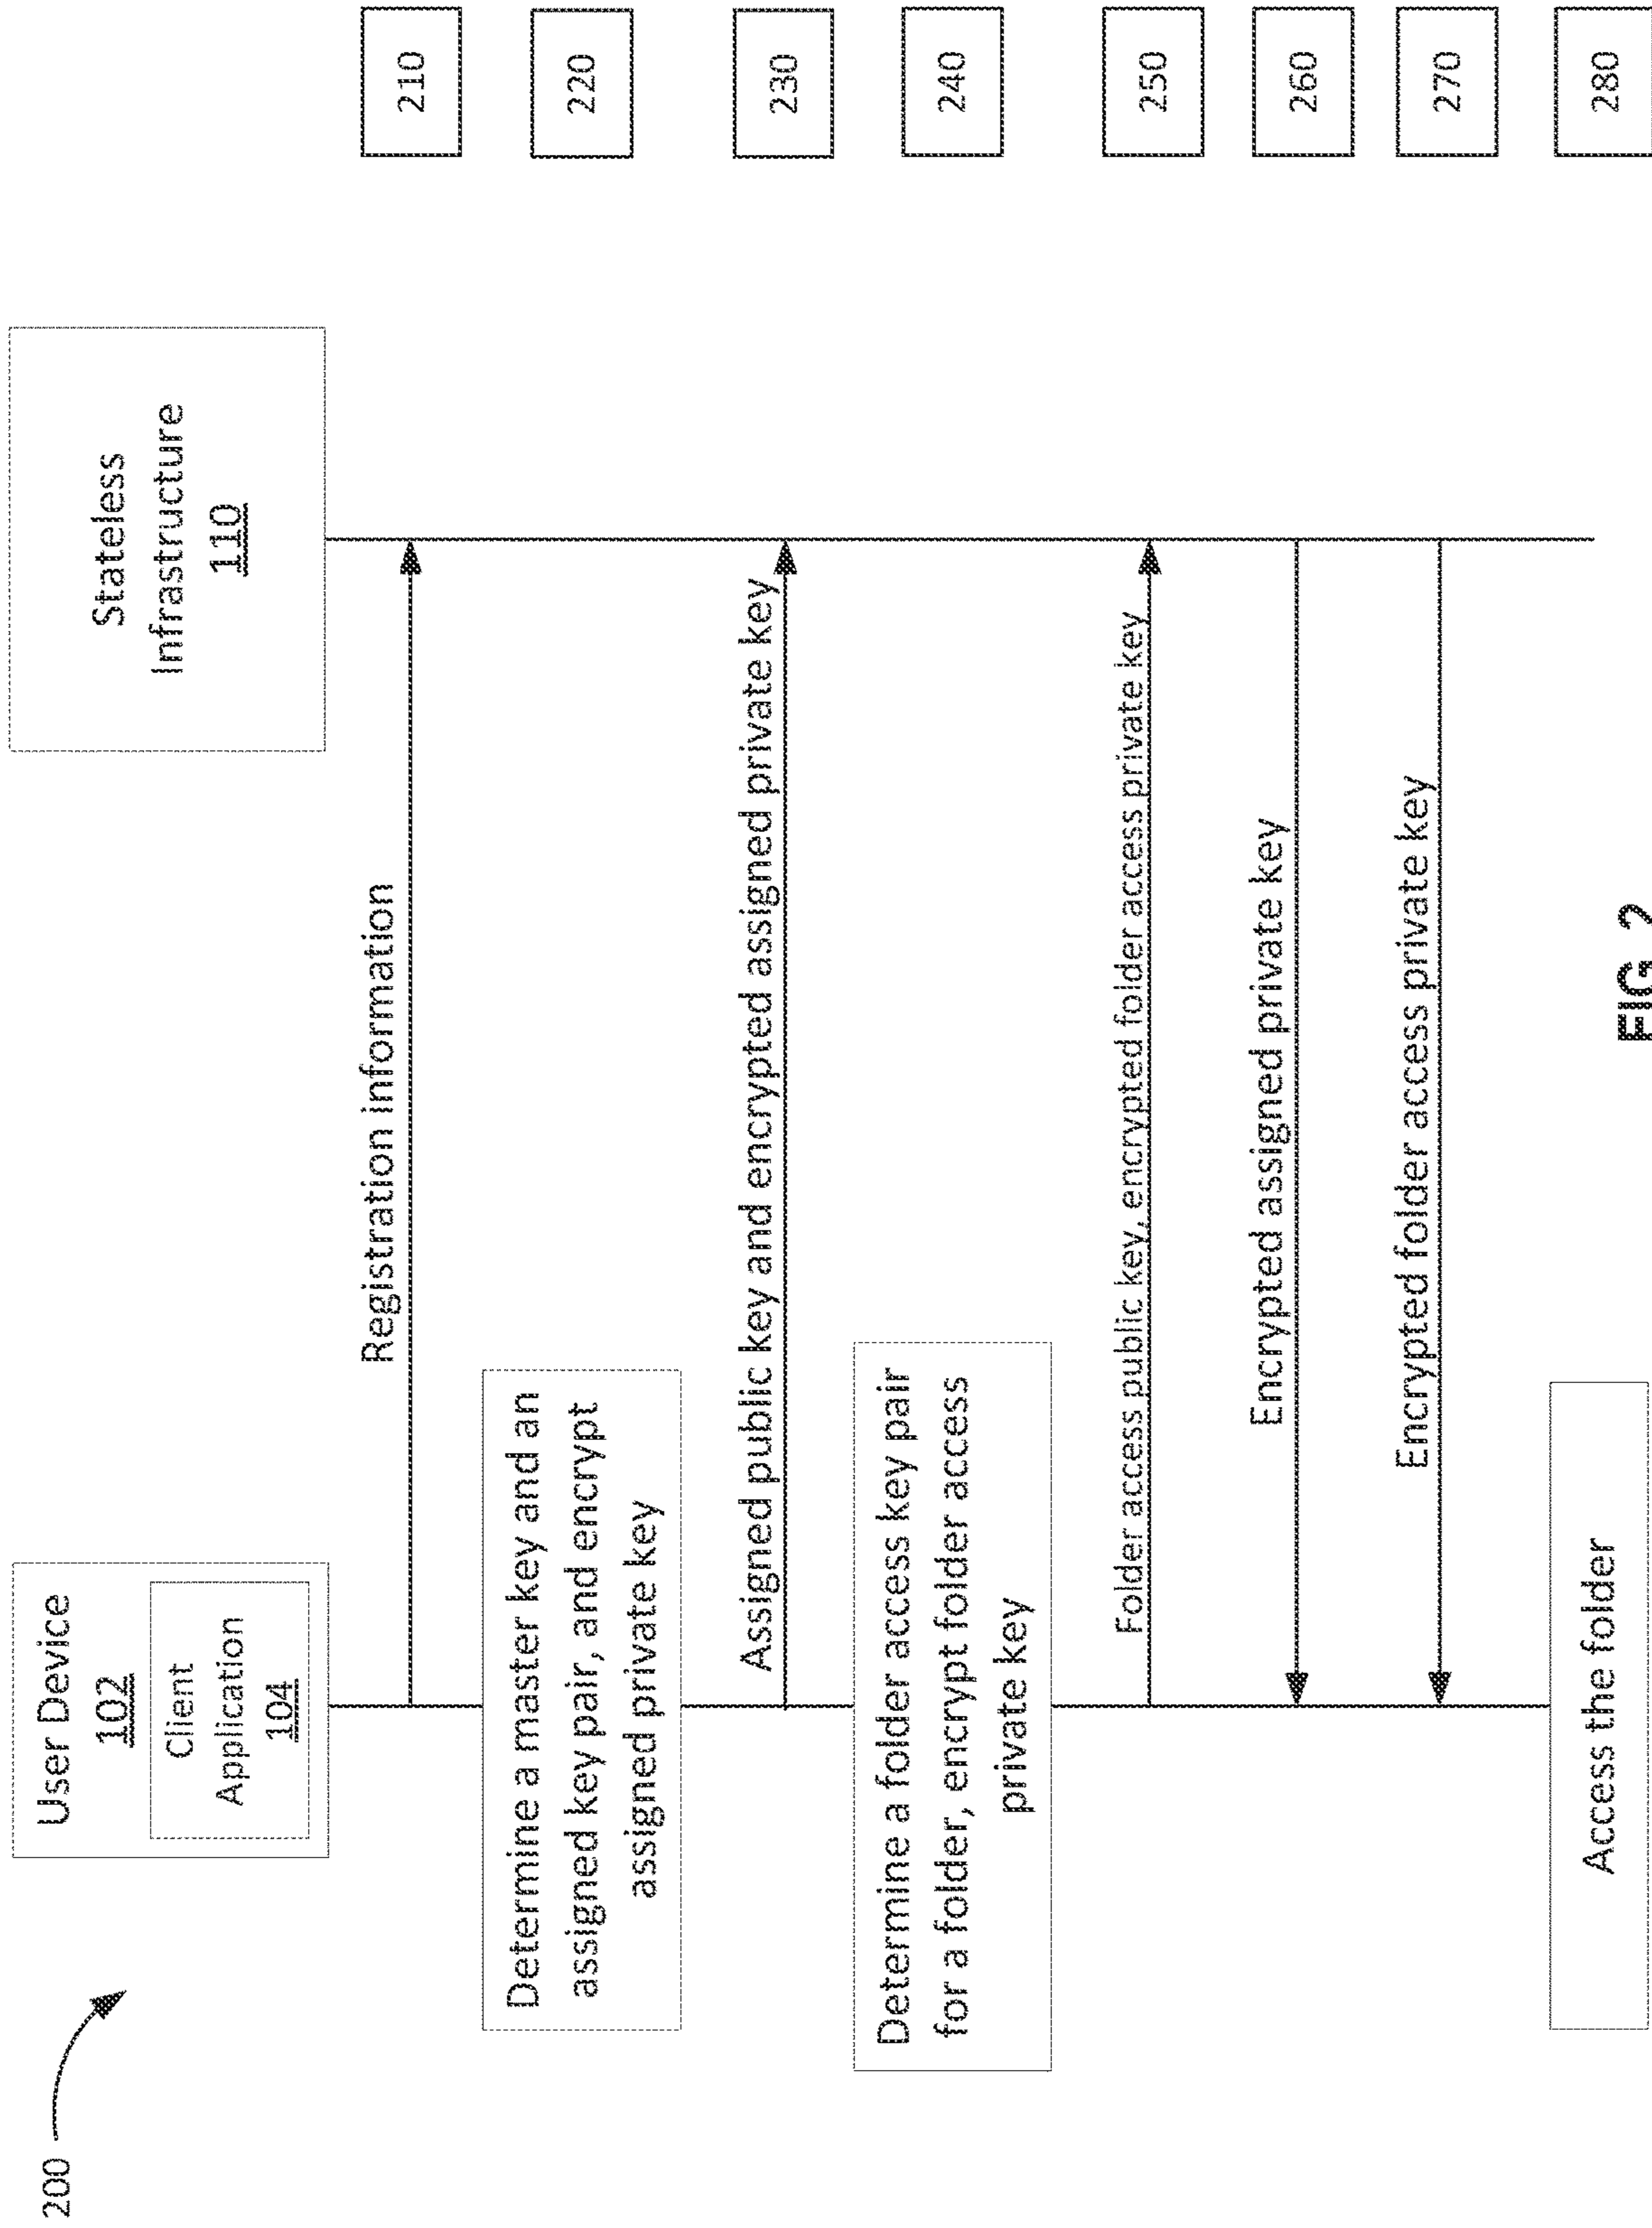 200
User Device
102
Client
Application
104
Stateless
Infrastructure
110
Registration information
210
Determine a master key and an
assigned key pair, and encrypt
assigned private key
220
Assigned public key and encrypted assigned private key
230
Determine a folder access key pair
for a folder, encrypt folder access
private key
240
Folder access public key, encrypted folder access private key
250
Encrypted assigned private key
260
Encrypted folder access private key
270
Access the folder
280
FIG. 2